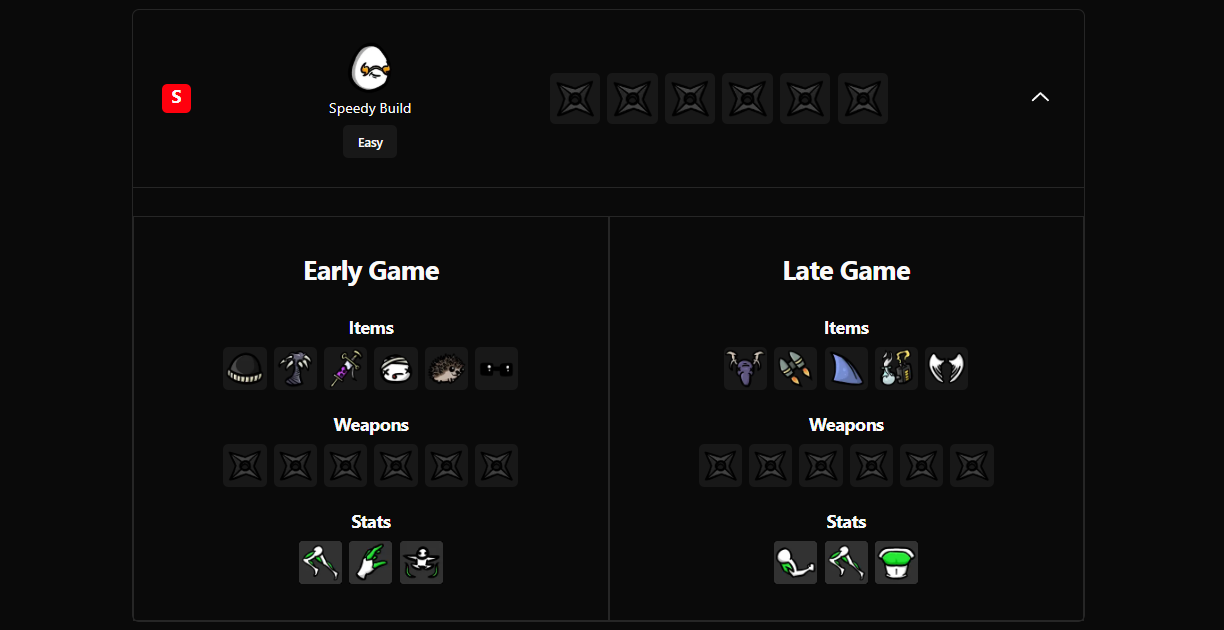 S
Speedy Build
Easy
Early Game
Items
Weapons
Stats
Late Game
Items
Weapons
Stats